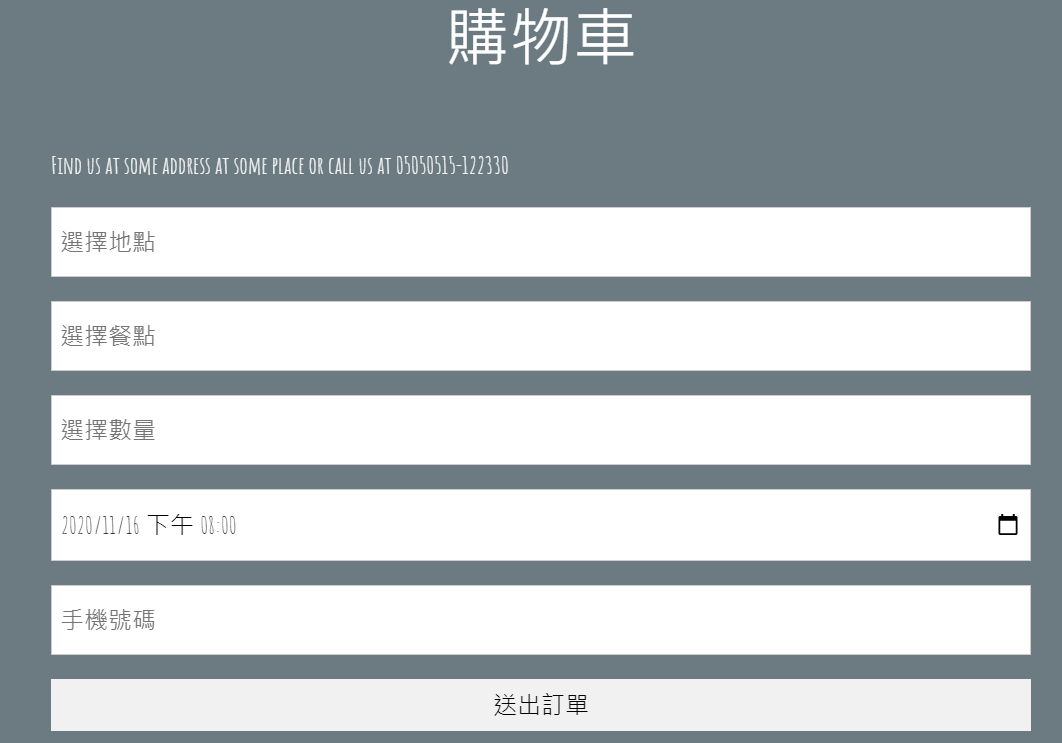 購物車
Find us at some address at some place or call us at 05050515-122330
選擇地點
選擇餐點
選擇數量
2020/11/16 下午 08:00
手機號碼
送出訂單